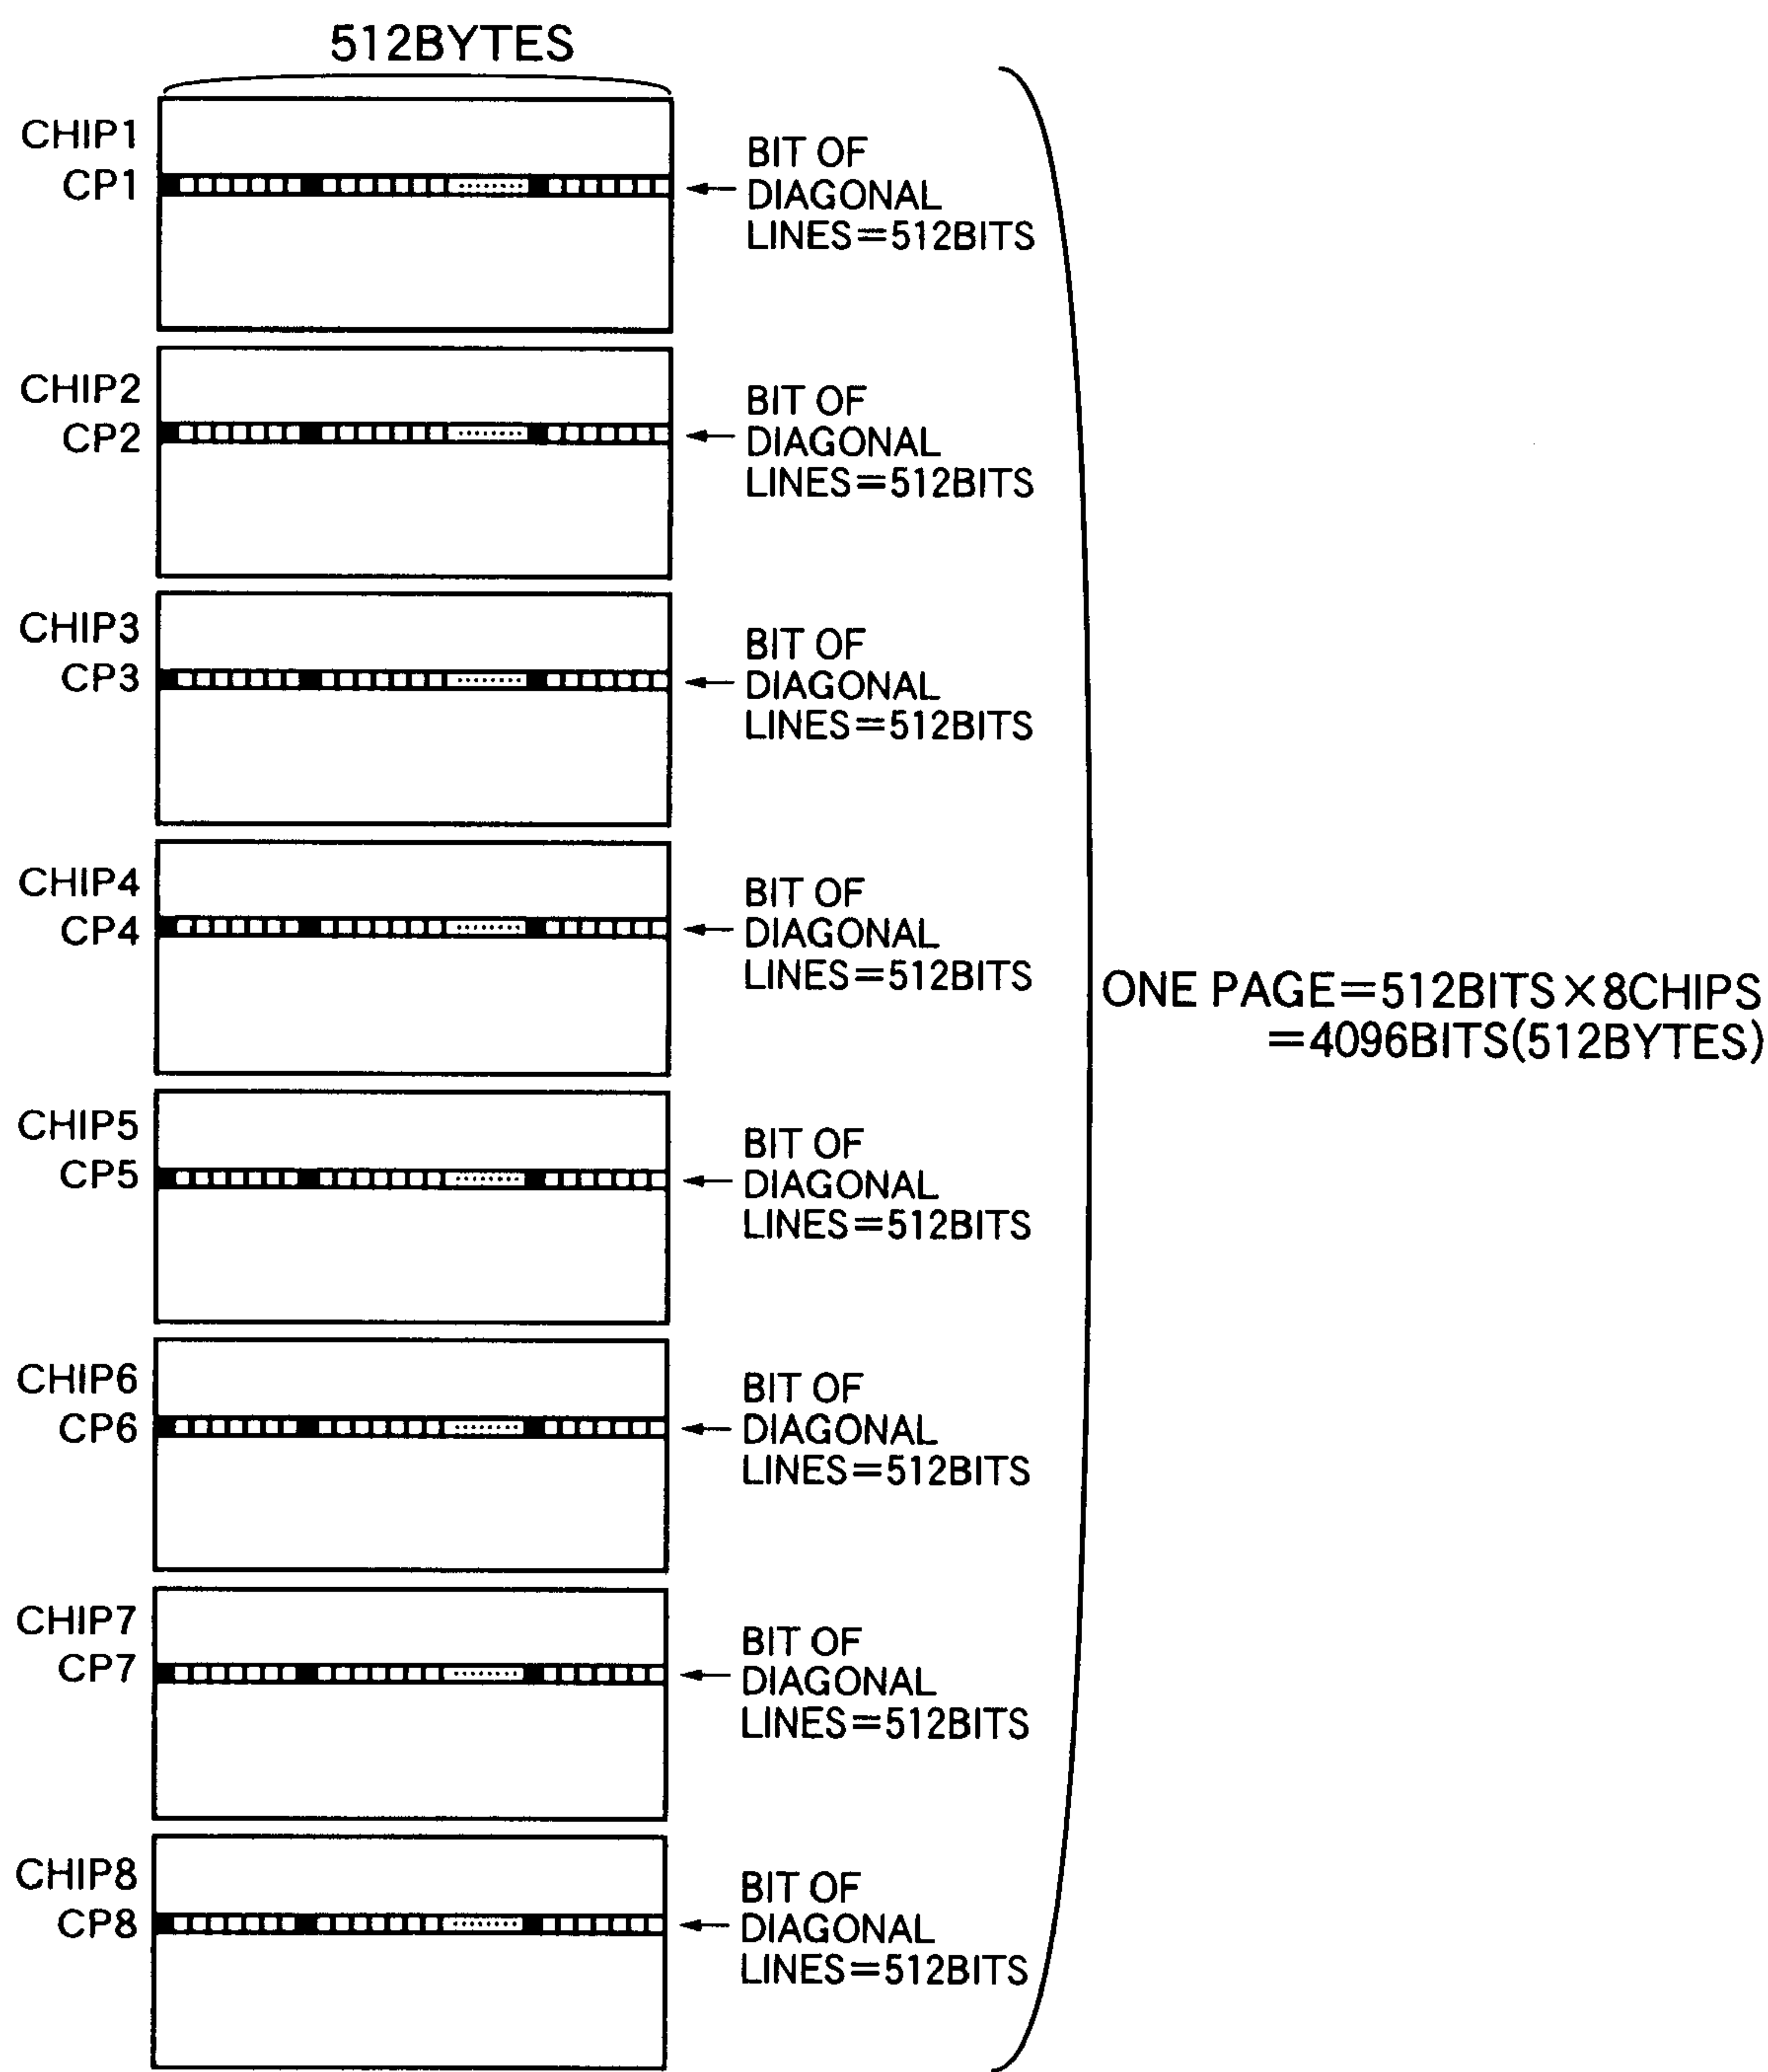 512BYTES
CHIP1
CP1
BIT OF
DIAGONAL
LINES=512BITS
CHIP2
CP2
BIT OF
DIAGONAL
LINES=512BITS
CHIP3
CP3
BIT OF
DIAGONAL
LINES=512BITS
CHIP4
CP4
BIT OF
DIAGONAL
LINES=512BITS
ONE PAGE=512BITS×8CHIPS
=4096BITS(512BYTES)
CHIP5
CP5
BIT OF
DIAGONAL
LINES=512BITS
CHIP6
CP6
BIT OF
DIAGONAL
LINES=512BITS
CHIP7
CP7
BIT OF
DIAGONAL
LINES=512BITS
CHIP8
CP8
BIT OF
DIAGONAL
LINES=512BITS